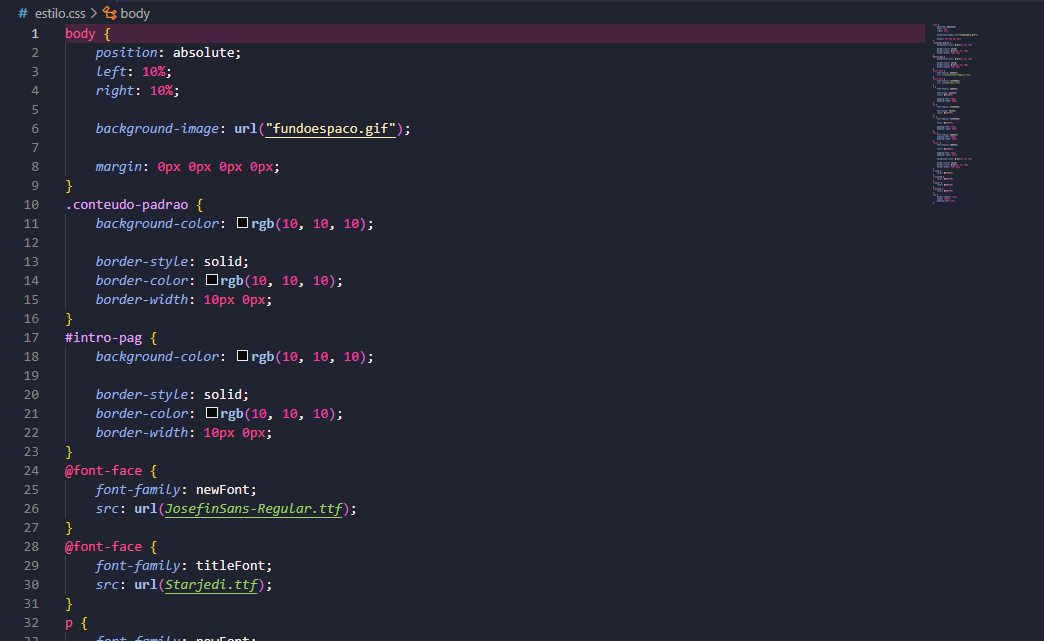 # estilo.css > body
1 body {
2 position: absolute;
3 left: 10%;
4 right: 10%;
5
6 background-image: url("fundoespaco.gif");
7
8 margin: 0px 0px 0px 0px;
9 }
10 .conteudo-padrao {
11 background-color: rgb(10, 10, 10);
12
13 border-style: solid;
14 border-color: rgb(10, 10, 10);
15 border-width: 10px 0px;
16 }
17 #intro-pag {
18 background-color: rgb(10, 10, 10);
19
20 border-style: solid;
21 border-color: rgb(10, 10, 10);
22 border-width: 10px 0px;
23 }
24 @font-face {
25 font-family: newFont;
26 src: url(JosefinSans-Regular.ttf);
27 }
28 @font-face {
29 font-family: titleFont;
30 src: url(Starjedi.ttf);
31 }
32 p {
33 font-family: newFont;